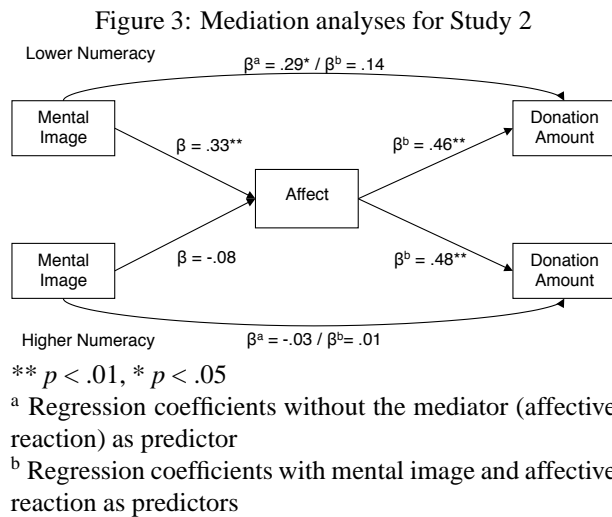 Figure 3: Mediation analyses for Study 2
Lower Numeracy
βᵃ = .29* / βᵇ = .14
Mental
Image
Donation
Amount
β = .33**
βᵇ = .46**
Affect
β = -.08
βᵇ = .48**
Mental
Image
Donation
Amount
Higher Numeracy
βᵃ = -.03 / βᵇ= .01
** p < .01, * p < .05
ᵃ Regression coefficients without the mediator (affective
reaction) as predictor
ᵇ Regression coefficients with mental image and affective
reaction as predictors